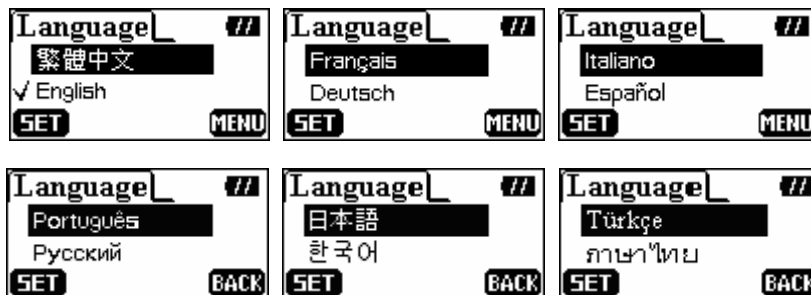 Language
繁體中文
√ English
SET MENU
Language
Français
Deutsch
SET MENU
Language
Italiano
Español
SET MENU
Language
Português
Русский
SET BACK
Language
日本語
한국어
SET BACK
Language
Türkçe
ภาษาไทย
SET BACK